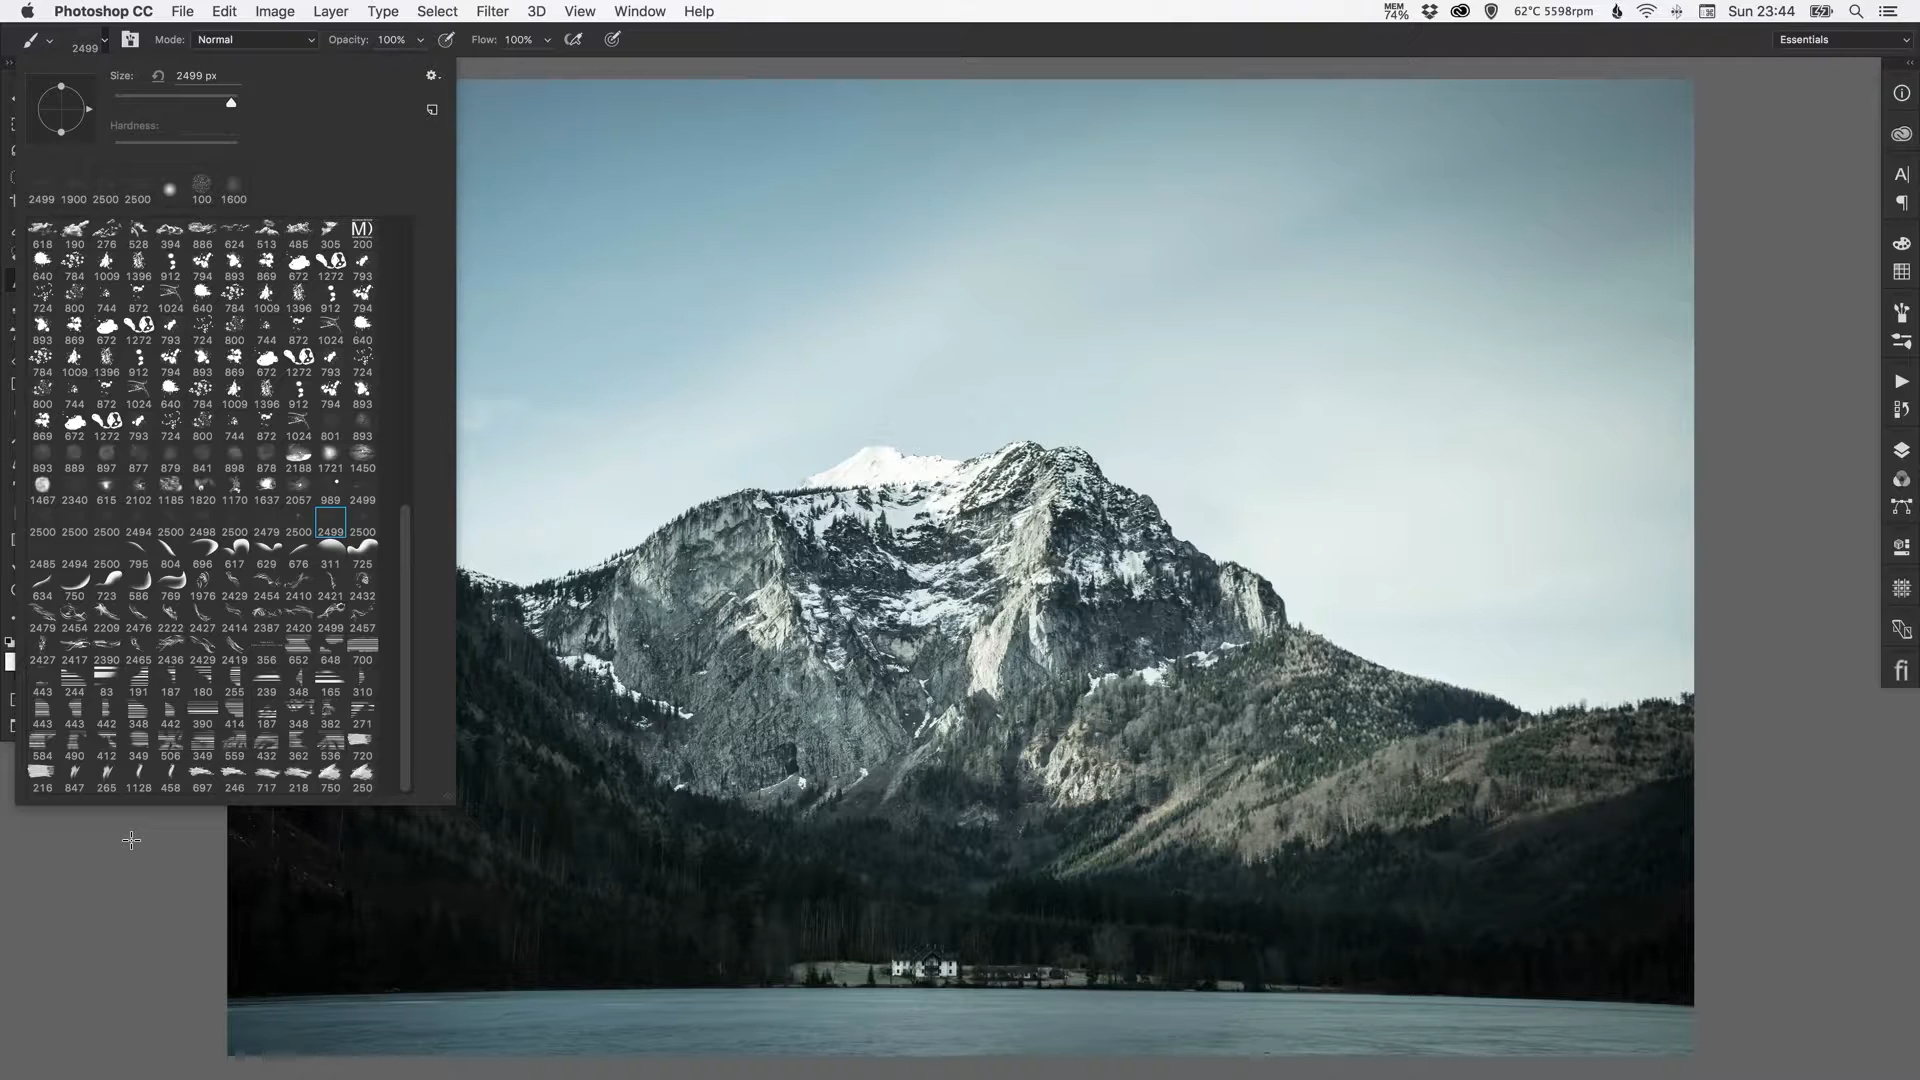 Photoshop CC File Edit Image Layer Type Select Filter 3D View Window Help MEM 74% 62°C 5598rpm Sun 23:44
2499 Mode: Normal Opacity: 100% Flow: 100% Essentials
Size: 2499 px
Hardness:
2499 1900 2500 2500 100 1600
M)
618 190 276 528 394 886 624 513 485 305 200
640 784 1009 1396 912 794 893 869 672 1272 793
724 800 744 872 1024 640 784 1009 1396 912 794
893 869 672 1272 793 724 800 744 872 1024 640
784 1009 1396 912 794 893 869 672 1272 793 724
800 744 872 1024 640 784 1009 1396 912 794 893
869 672 1272 793 724 800 744 872 1024 801 893
893 889 897 877 879 841 898 878 2188 1721 1450
1467 2340 615 2102 1185 1820 1170 1637 2057 989 2499
2500 2500 2500 2494 2500 2498 2500 2479 2500 2499 2500
2485 2494 2500 795 804 696 617 629 676 311 725
634 750 723 586 769 1976 2429 2454 2410 2421 2432
2479 2454 2209 2476 2222 2427 2414 2387 2420 2499 2457
2427 2417 2390 2465 2436 2429 2419 356 652 648 700
443 244 83 191 187 180 255 239 348 165 310
443 443 442 348 442 390 414 187 348 382 271
584 490 412 349 506 349 559 432 362 536 720
216 847 265 1128 458 697 246 717 218 750 250
A|
fi